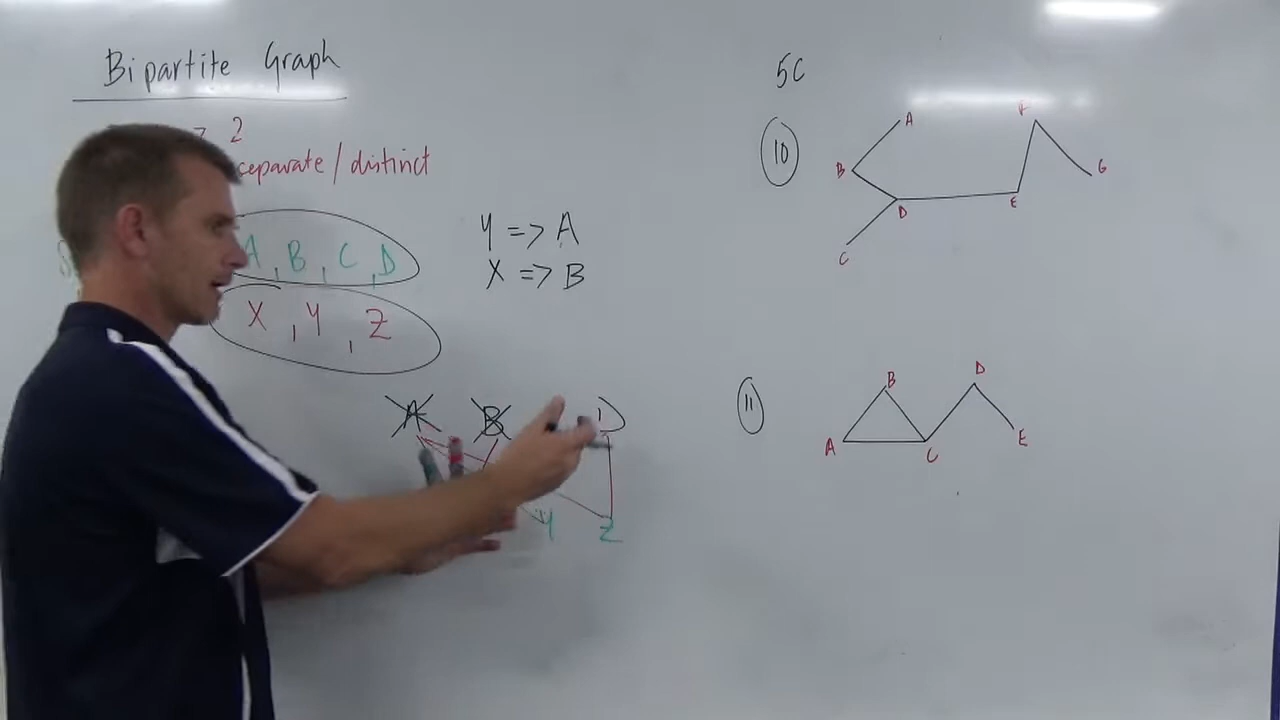 Bipartite Graph
2
separate / distinct
A, B, C, D
X, Y, Z
Y => A
X => B
A B D
Y Z
5C
10
A
F
B
G
D
E
C
11
D
B
A
C
E